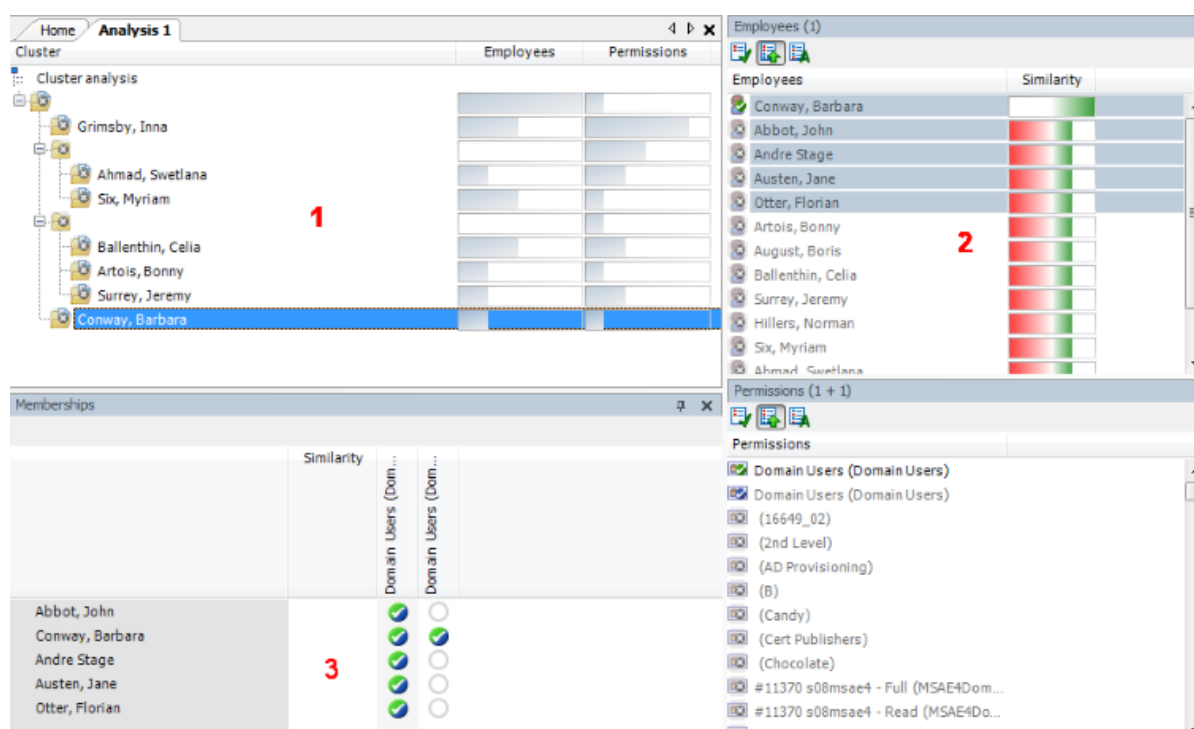 Home Analysis 1
Cluster Employees Permissions
Cluster analysis
Grimsby, Inna
Ahmad, Swetlana
Six, Myriam
1
Ballenthin, Celia
Artois, Bonny
Surrey, Jeremy
Conway, Barbara
Employees (1)
Employees Similarity
Conway, Barbara
Abbot, John
Andre Stage
Austen, Jane
Otter, Florian
Artois, Bonny
2
August, Boris
Ballenthin, Celia
Surrey, Jeremy
Hillers, Norman
Six, Myriam
Ahmad, Swetlana
Memberships
Similarity
Domain Users (Dom...
Domain Users (Dom...
Abbot, John
Conway, Barbara
Andre Stage
3
Austen, Jane
Otter, Florian
Permissions (1 + 1)
Permissions
Domain Users (Domain Users)
Domain Users (Domain Users)
(16649_02)
(2nd Level)
(AD Provisioning)
(B)
(Candy)
(Cert Publishers)
(Chocolate)
#11370 s08msae4 - Full (MSAE4Dom...
#11370 s08msae4 - Read (MSAE4Do...